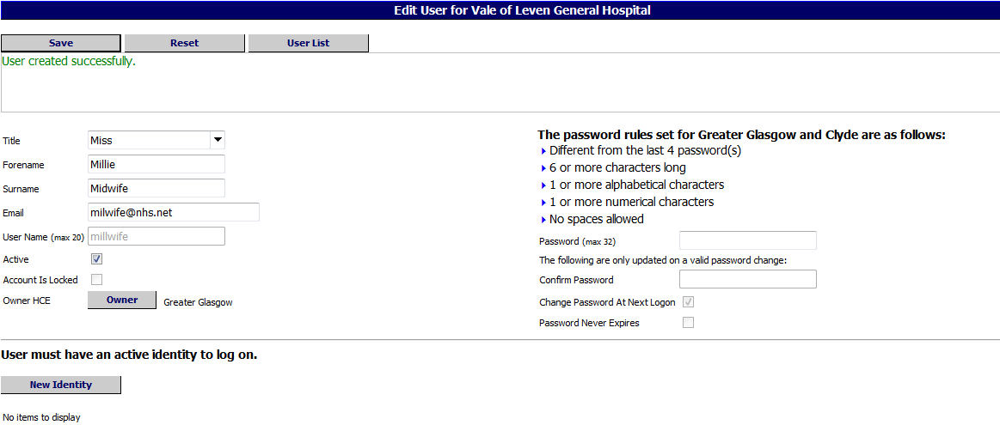 Edit User for Vale of Leven General Hospital
Save Reset User List
User created successfully.
Title Miss
Forename Millie
Surname Midwife
Email milwife@nhs.net
User Name (max 20) millwife
Active
Account Is Locked
Owner HCE Owner Greater Glasgow
The password rules set for Greater Glasgow and Clyde are as follows:
Different from the last 4 password(s)
6 or more characters long
1 or more alphabetical characters
1 or more numerical characters
No spaces allowed
Password (max 32)
The following are only updated on a valid password change:
Confirm Password
Change Password At Next Logon
Password Never Expires
User must have an active identity to log on.
New Identity
No items to display